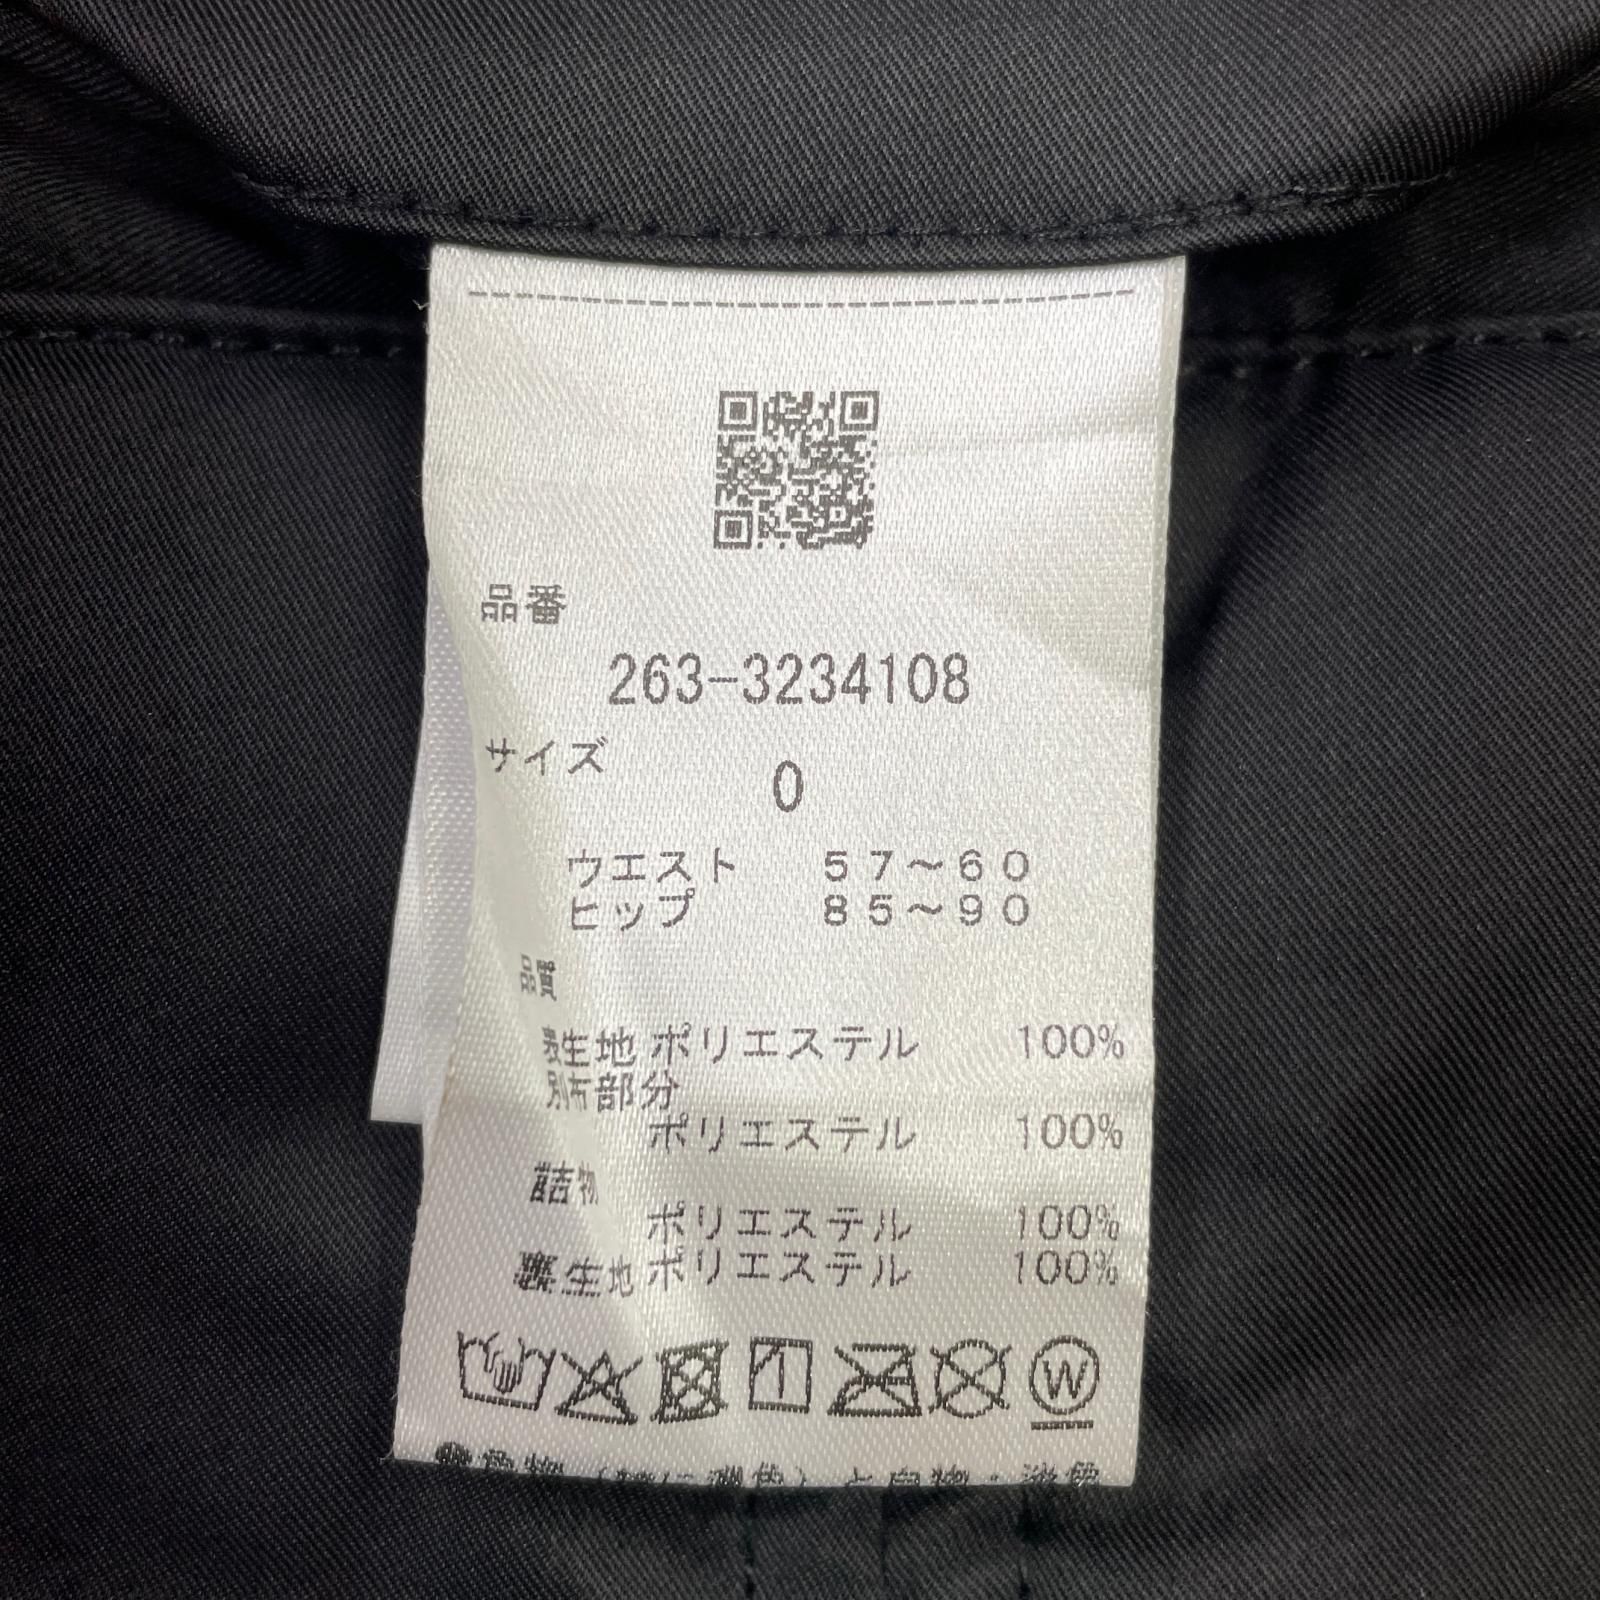 品番
263-3234108
サイズ
0
ウエスト 57～60
ヒップ 85～90
品質
表生地 ポリエステル 100%
別布部分
ポリエステル 100%
詰物
ポリエステル 100%
裏生地 ポリエステル 100%
W